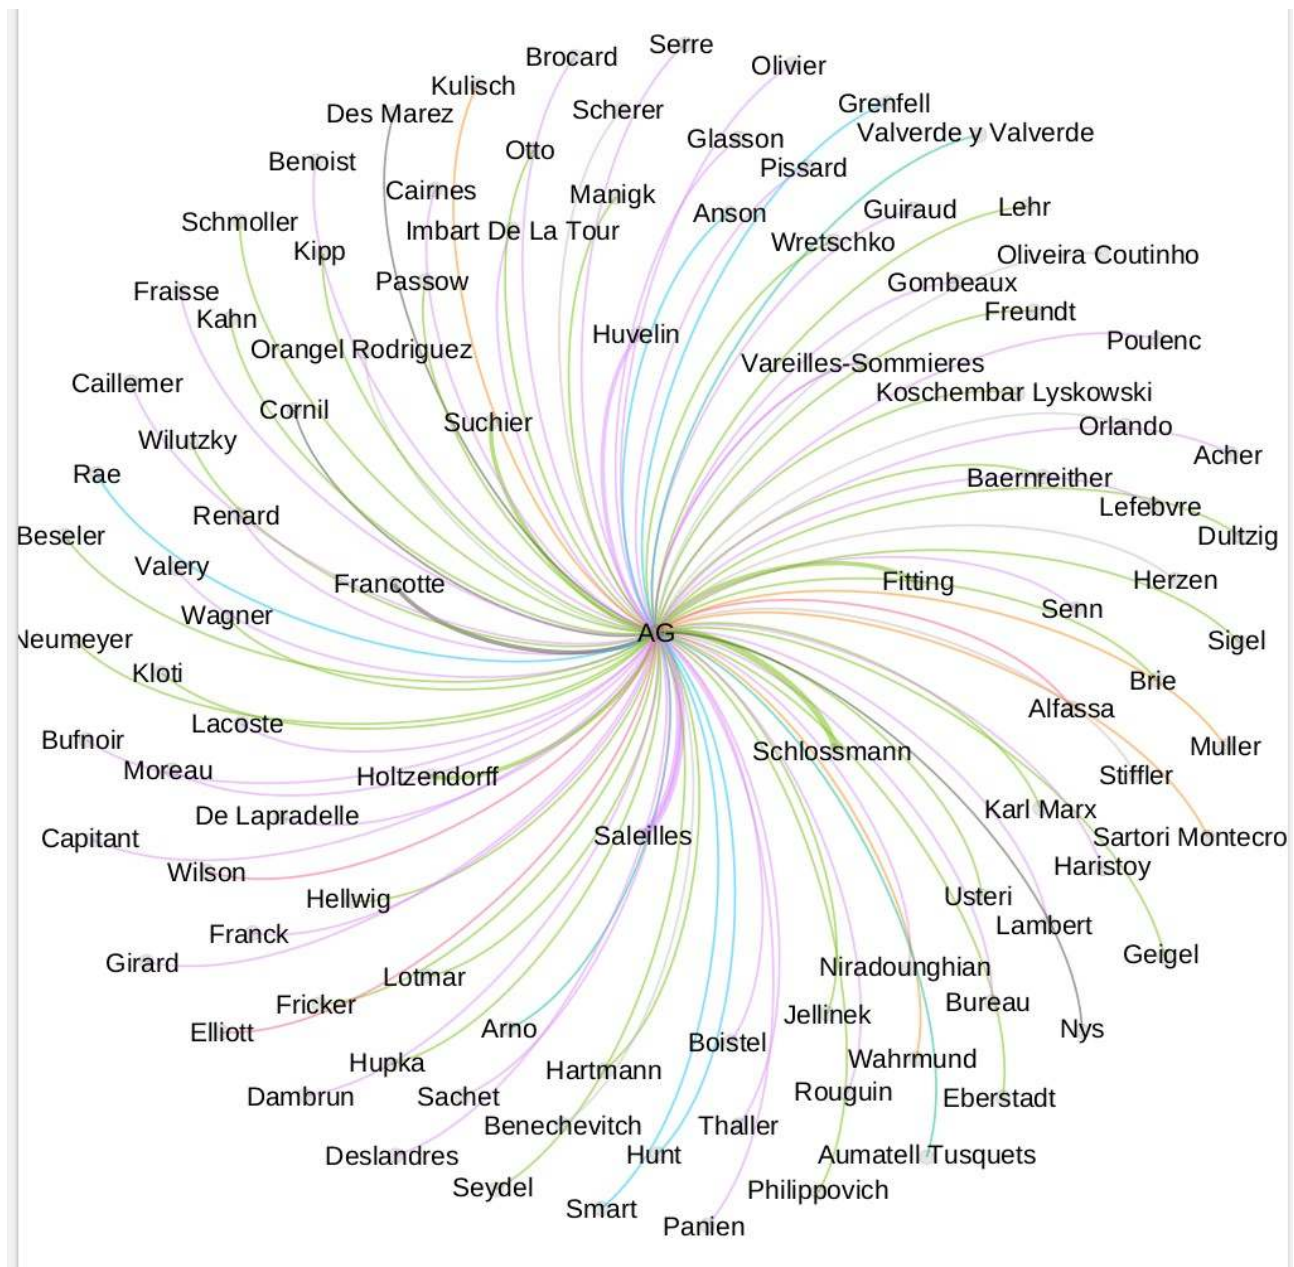 Serre
Brocard
Olivier
Kulisch
Grenfell
Scherer
Des Marez
Valverde y Valverde
Glasson
Otto
Benoist
Pissard
Cairnes
Manigk
Lehr
Guiraud
Anson
Schmoller
Imbart De La Tour
Wretschko
Kipp
Oliveira Coutinho
Passow
Gombeaux
Fraisse
Freundt
Kahn
Huvelin
Poulenc
Orangel Rodriguez
Vareilles-Sommieres
Caillemer
Koschembar Lyskowski
Cornil
Suchier
Orlando
Wilutzky
Acher
Rae
Baernreither
Lefebvre
Renard
Beseler
Dultzig
Valery
Herzen
Fitting
Francotte
Senn
Wagner
AG
Neumeyer
Sigel
Kloti
Brie
Alfassa
Lacoste
Bufnoir
Muller
Schlossmann
Moreau
Stiffler
Holtzendorff
Karl Marx
De Lapradelle
Saleilles
Sartori Montecro
Capitant
Haristoy
Wilson
Usteri
Hellwig
Lambert
Franck
Geigel
Girard
Niradounghian
Lotmar
Bureau
Fricker
Jellinek
Arno
Nys
Elliott
Boistel
Wahrmund
Hupka
Hartmann
Rouguin
Dambrun
Sachet
Eberstadt
Benechevitch
Thaller
Deslandres
Hunt
Aumatell Tusquets
Seydel
Philippovich
Smart
Panien